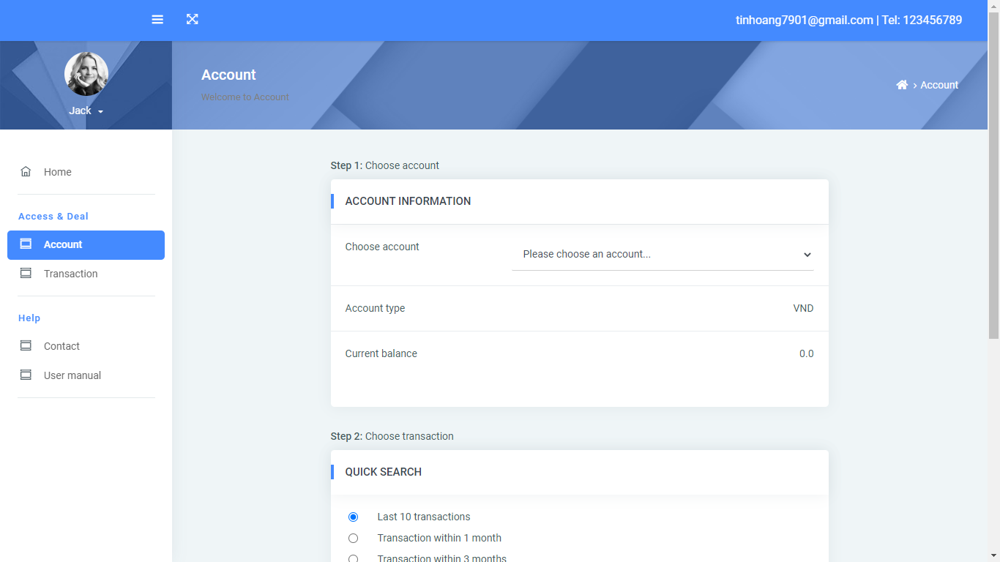 tinhoang7901@gmail.com | Tel: 123456789
Jack
Account
Welcome to Account
› Account
Home
Access & Deal
Account
Transaction
Help
Contact
User manual
Step 1: Choose account
ACCOUNT INFORMATION
Choose account
Please choose an account...
Account type
VND
Current balance
0.0
Step 2: Choose transaction
QUICK SEARCH
Last 10 transactions
Transaction within 1 month
Transaction within 3 months